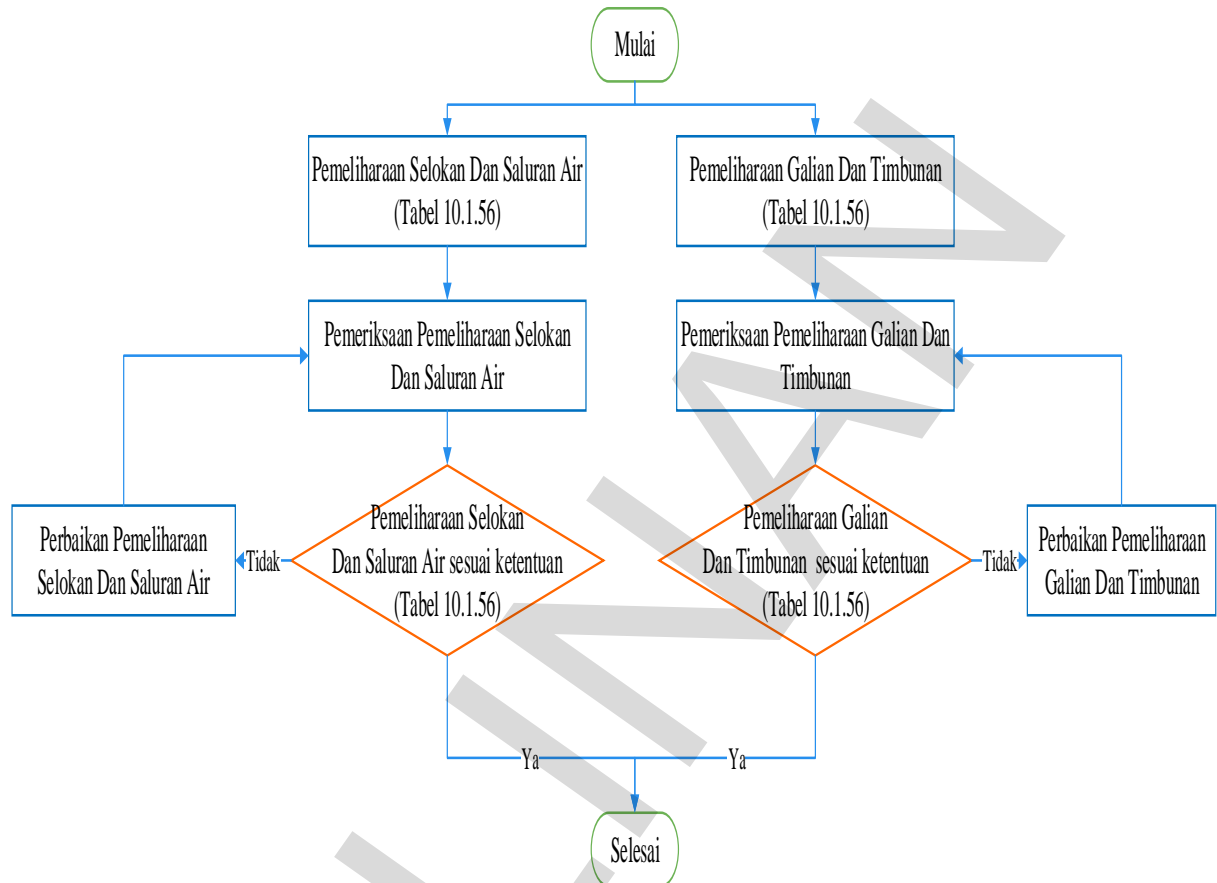 Mulai
Pemeliharaan Selokan Dan Saluran Air
(Tabel 10.1.56)
Pemeliharaan Galian Dan Timbunan
(Tabel 10.1.56)
Pemeriksaan Pemeliharaan Selokan
Dan Saluran Air
Pemeriksaan Pemeliharaan Galian Dan
Timbunan
Perbaikan Pemeliharaan
Selokan Dan Saluran Air
Tidak
Pemeliharaan Selokan
Dan Saluran Air sesuai ketentuan
(Tabel 10.1.56)
Pemeliharaan Galian
Dan Timbunan sesuai ketentuan
(Tabel 10.1.56)
Tidak
Perbaikan Pemeliharaan
Galian Dan Timbunan
Ya
Ya
Selesai